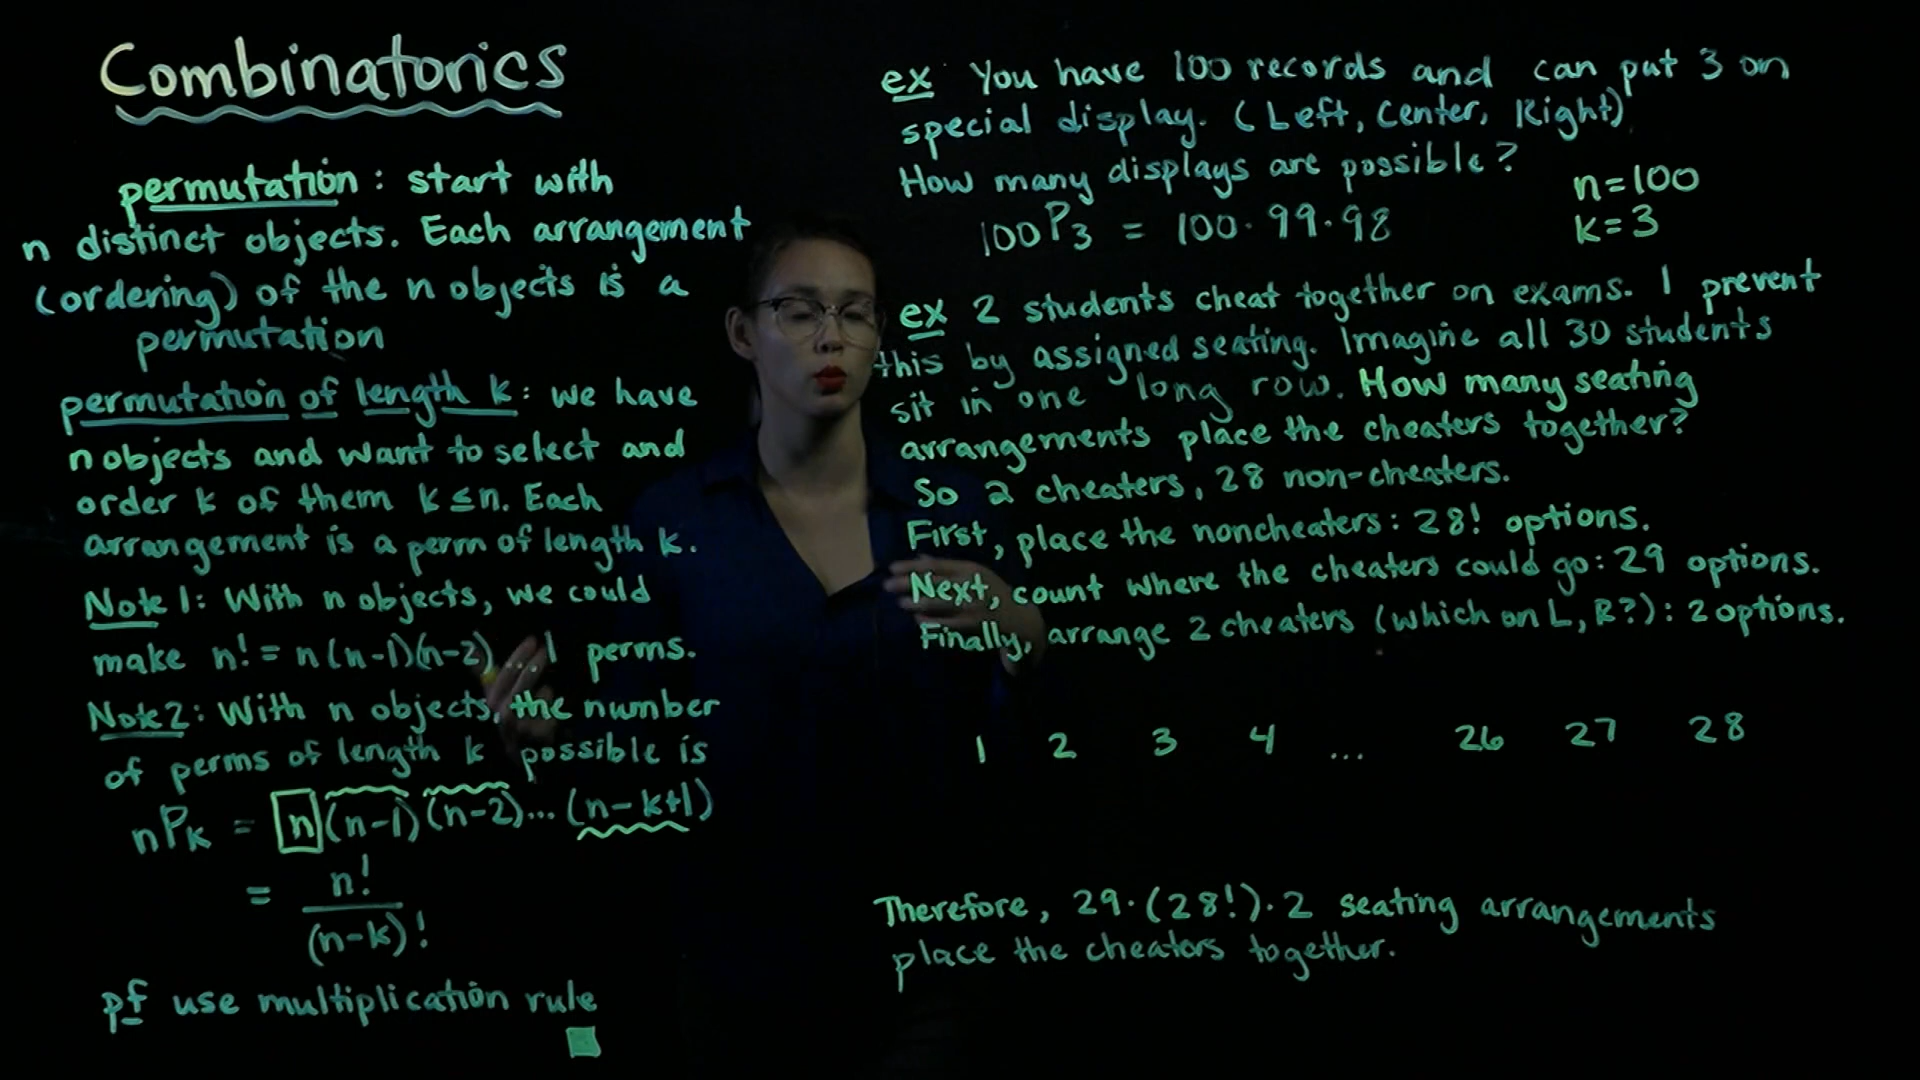 Combinatorics
permutation: start with
n distinct objects. Each arrangement
(ordering) of the n objects is a
permutation
permutation of length k: we have
n objects and want to select and
order k of them k ≤ n. Each
arrangement is a perm of length k.
Note 1: With n objects, we could
make n! = n(n-1)(n-2)...1 perms.
Note 2: With n objects, the number
of perms of length k possible is
nPk = n(n-1)(n-2)...(n-k+1)
= n!/(n-k)!
pf use multiplication rule
ex You have 100 records and can put 3 on
special display. (Left, Center, Right)
How many displays are possible?
n=100
k=3
100P3 = 100·99·98
ex 2 students cheat together on exams. I prevent
this by assigned seating. Imagine all 30 students
sit in one long row. How many seating
arrangements place the cheaters together?
So 2 cheaters, 28 non-cheaters.
First, place the noncheaters: 28! options.
Next, count where the cheaters could go: 29 options.
Finally, arrange 2 cheaters (which on L, R?): 2 options.
1 2 3 4 ... 26 27 28
Therefore, 29·(28!)·2 seating arrangements
place the cheaters together.